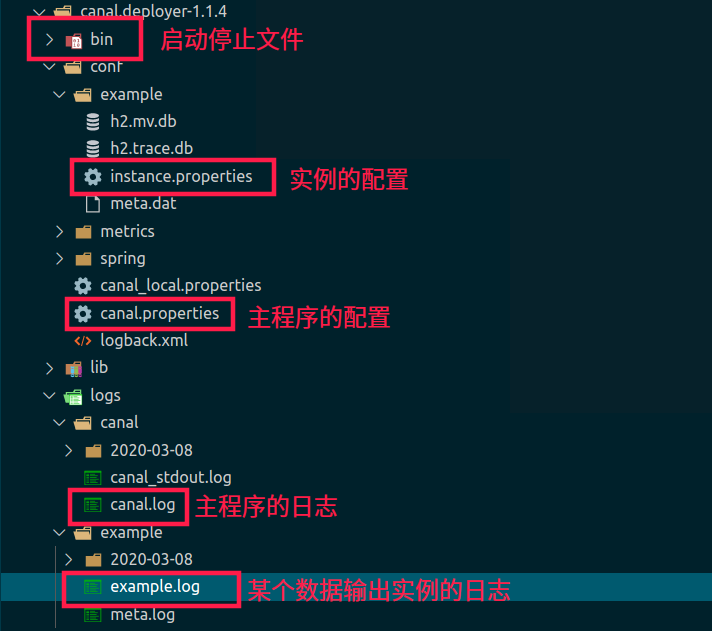 canal.deployer-1.1.4
bin 启动停止文件
conf
example
h2.mv.db
h2.trace.db
instance.properties 实例的配置
meta.dat
metrics
spring
canal_local.properties
canal.properties 主程序的配置
logback.xml
lib
logs
canal
2020-03-08
canal_stdout.log
canal.log 主程序的日志
example
2020-03-08
example.log 某个数据输出实例的日志
meta.log